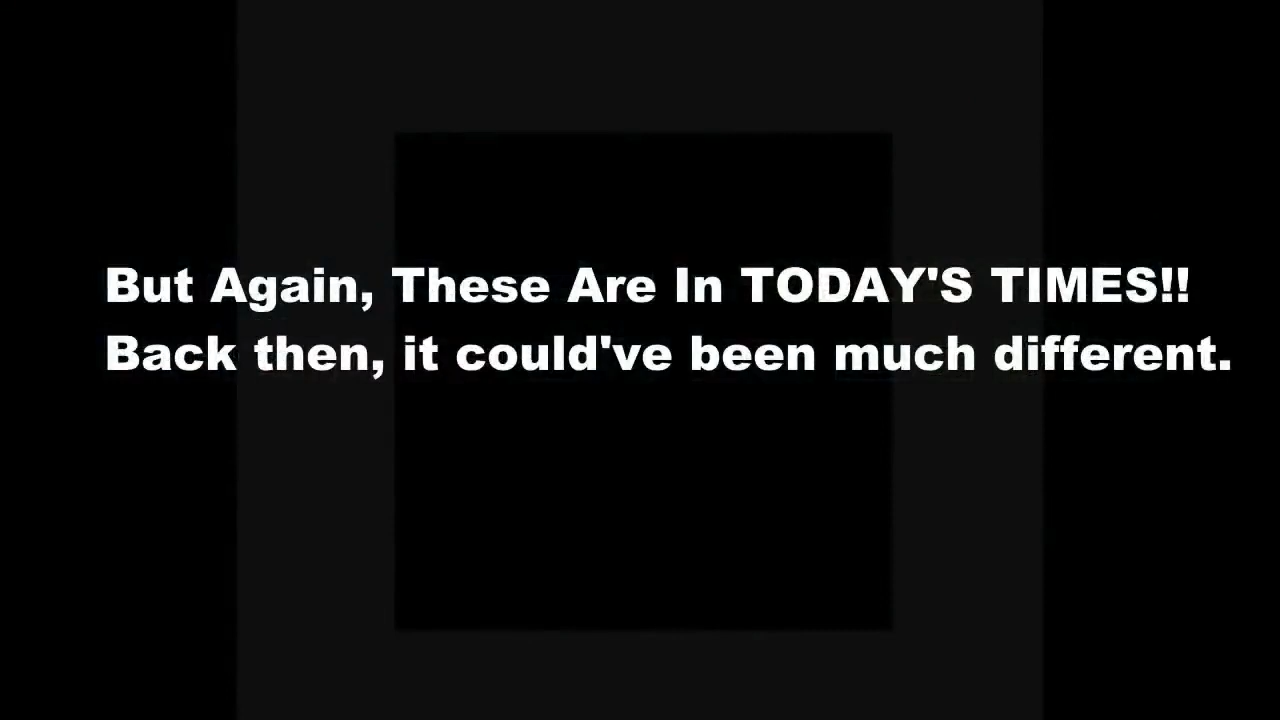 But Again, These Are In TODAY'S TIMES!!
Back then, it could've been much different.